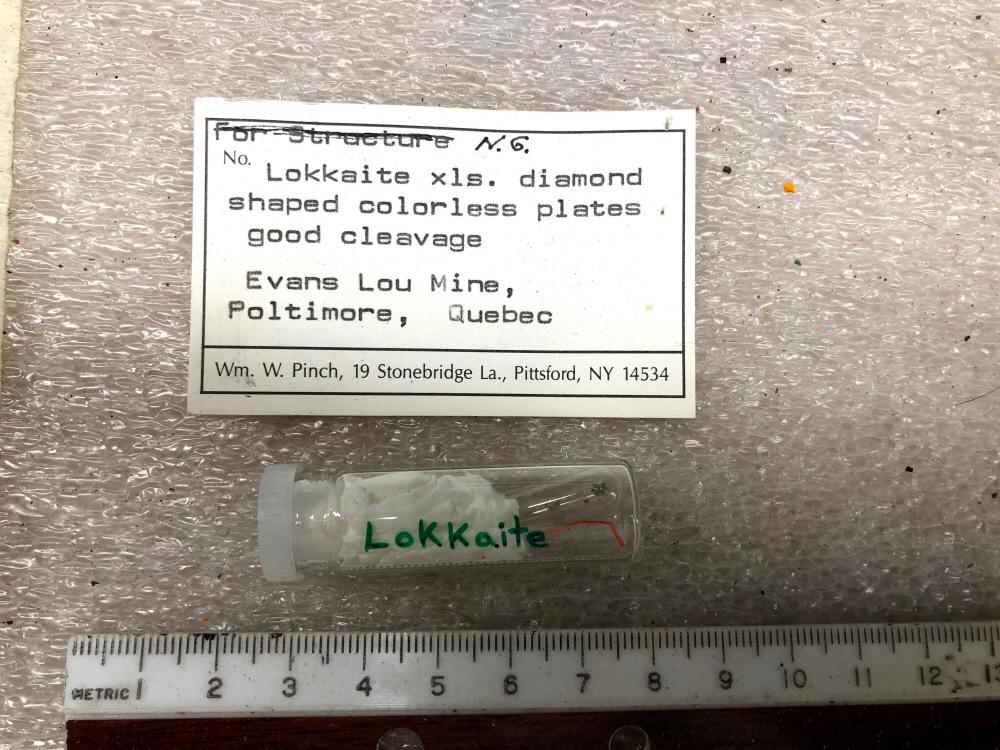 for Structure N.G.
No.
Lokkaite xls. diamond
shaped colorless plates
good cleavage
Evans Lou Mine,
Poltimore, Quebec
Wm. W. Pinch, 19 Stonebridge La., Pittsford, NY 14534
LoKKaite
METRIC 1 2 3 4 5 6 7 8 9 10 11 12 13